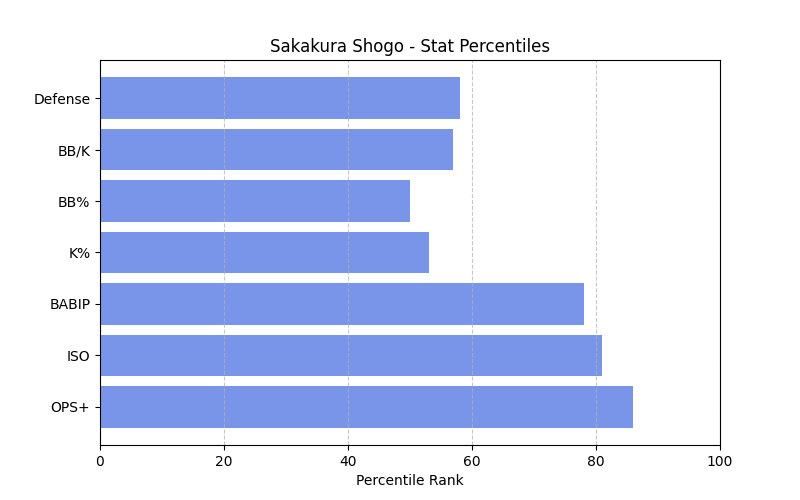 Sakakura Shogo - Stat Percentiles
Defense
BB/K
BB%
K%
BABIP
ISO
OPS+
0 20 40 60 80 100
Percentile Rank